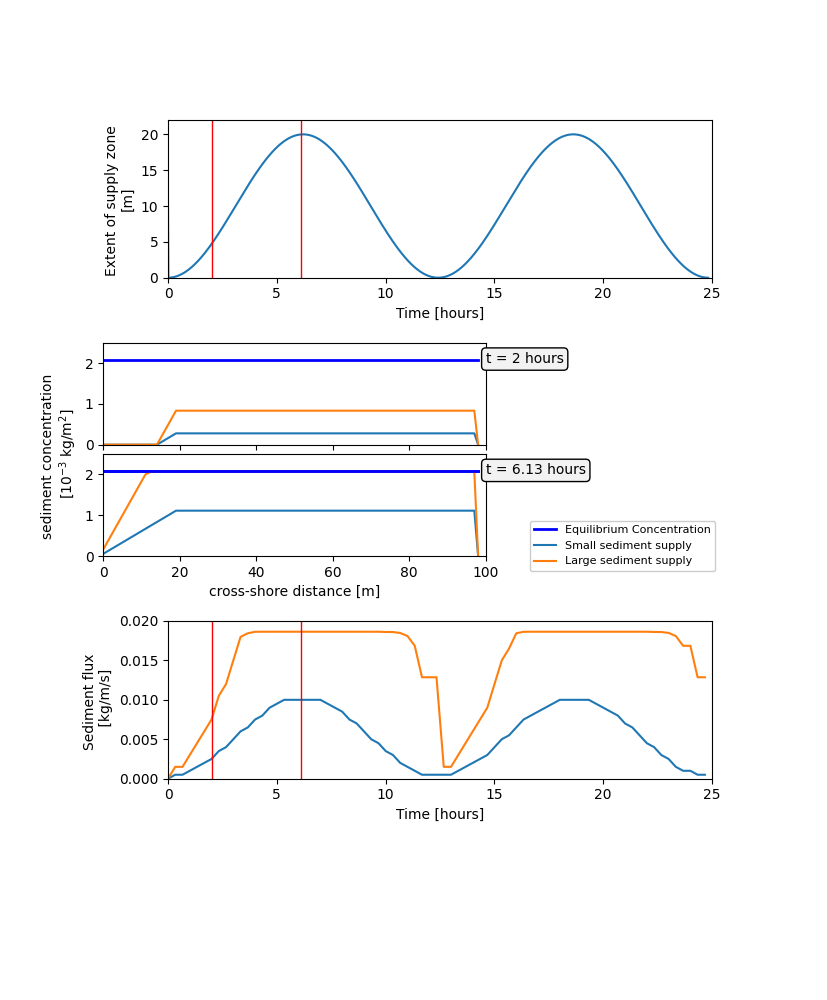 Extent of supply zone
[m]
20
15
10
5
0
0 5 10 15 20 25
Time [hours]
sediment concentration
[10⁻³ kg/m²]
2
1
0
t = 2 hours
2
1
0
t = 6.13 hours
0 20 40 60 80 100
cross-shore distance [m]
Equilibrium Concentration
Small sediment supply
Large sediment supply
Sediment flux
[kg/m/s]
0.020
0.015
0.010
0.005
0.000
0 5 10 15 20 25
Time [hours]